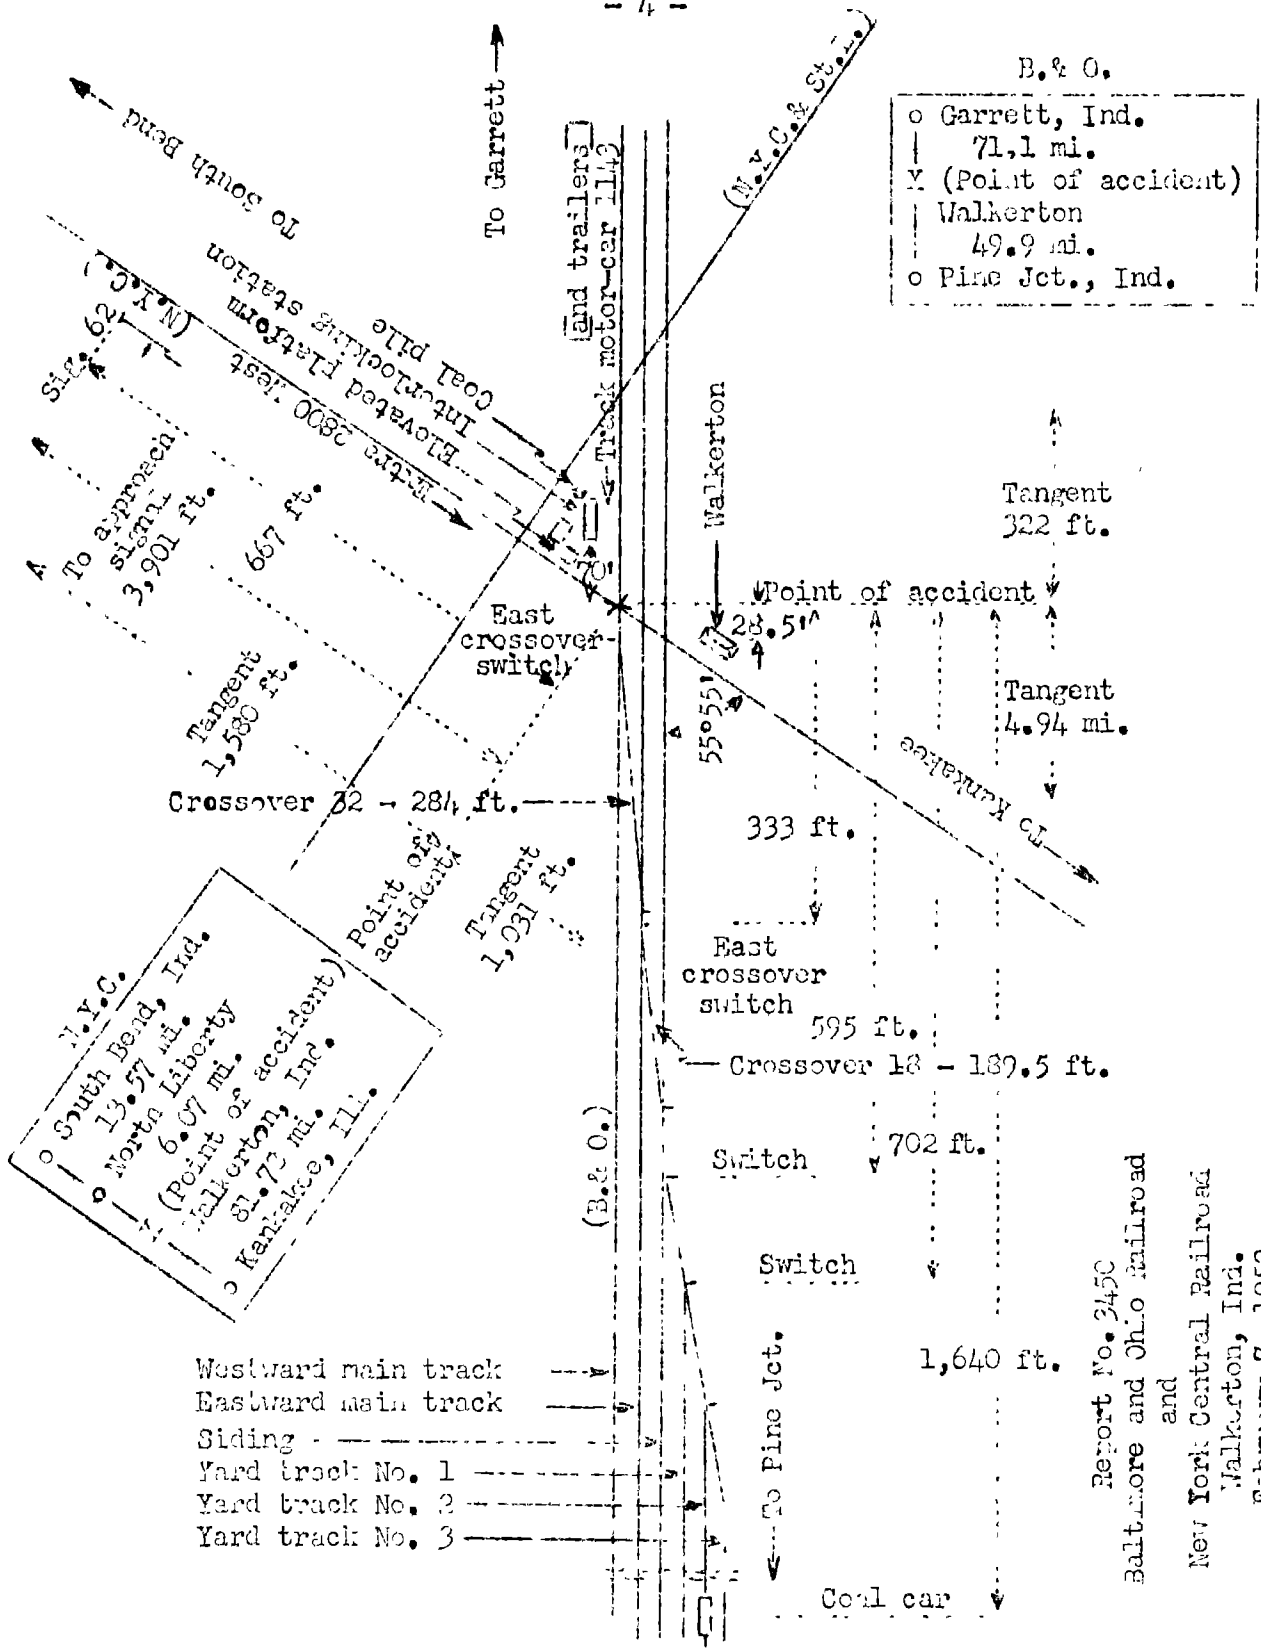 - 4 -
To South Bend
To Garrett
(N.Y.C.& St.L.)
B.& O.
Garrett, Ind.
71.1 mi.
X (Point of accident)
Walkerton
49.9 mi.
Pine Jct., Ind.
and trailers
Track motor-car 1143
Coal pile
Interlocking station
Elevated platform
(N.Y.C.)
Extra 2800 West
Sig. 62
To approach signal
3,901 ft.
667 ft.
70'
Walkerton
Tangent
322 ft.
Point of accident
28.5'
55°55'
East
crossover
switch
Tangent
1,580 ft.
Tangent
4.94 mi.
To Kankakee
Crossover 32 - 284 ft.
333 ft.
Point of
accident
Tangent
1,031 ft.
East
crossover
switch
595 ft.
Crossover 18 - 189.5 ft.
N.Y.C.
South Bend, Ind.
13.57 mi.
North Liberty
6.07 mi.
X (Point of accident)
Walkerton, Ind.
Kankakee, Ill.
(B.& O.)
Switch
702 ft.
Switch
1,640 ft.
Westward main track
Eastward main track
Siding
Yard track No. 1
Yard track No. 2
Yard track No. 3
To Pine Jct.
Coal car
Report No. 3450
Baltimore and Ohio Railroad
and
New York Central Railroad
Walkerton, Ind.